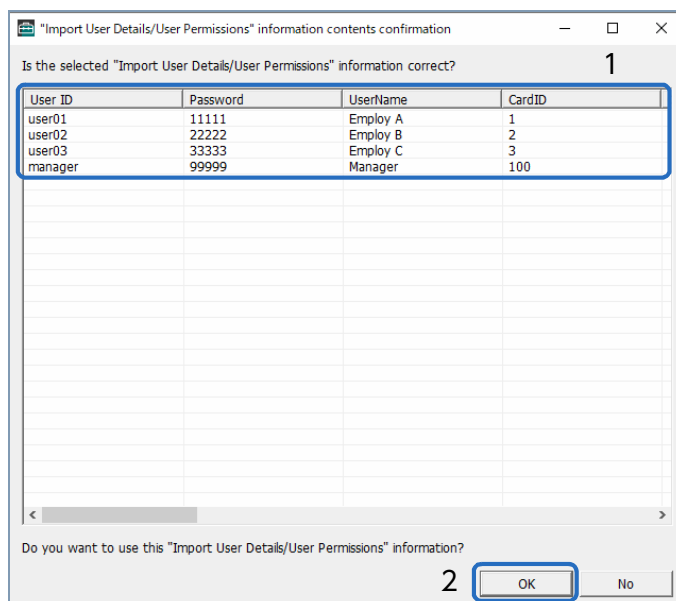 "Import User Details/User Permissions" information contents confirmation
Is the selected "Import User Details/User Permissions" information correct?
1
User ID Password UserName CardID
user01 11111 Employ A 1
user02 22222 Employ B 2
user03 33333 Employ C 3
manager 99999 Manager 100
Do you want to use this "Import User Details/User Permissions" information?
2
OK No